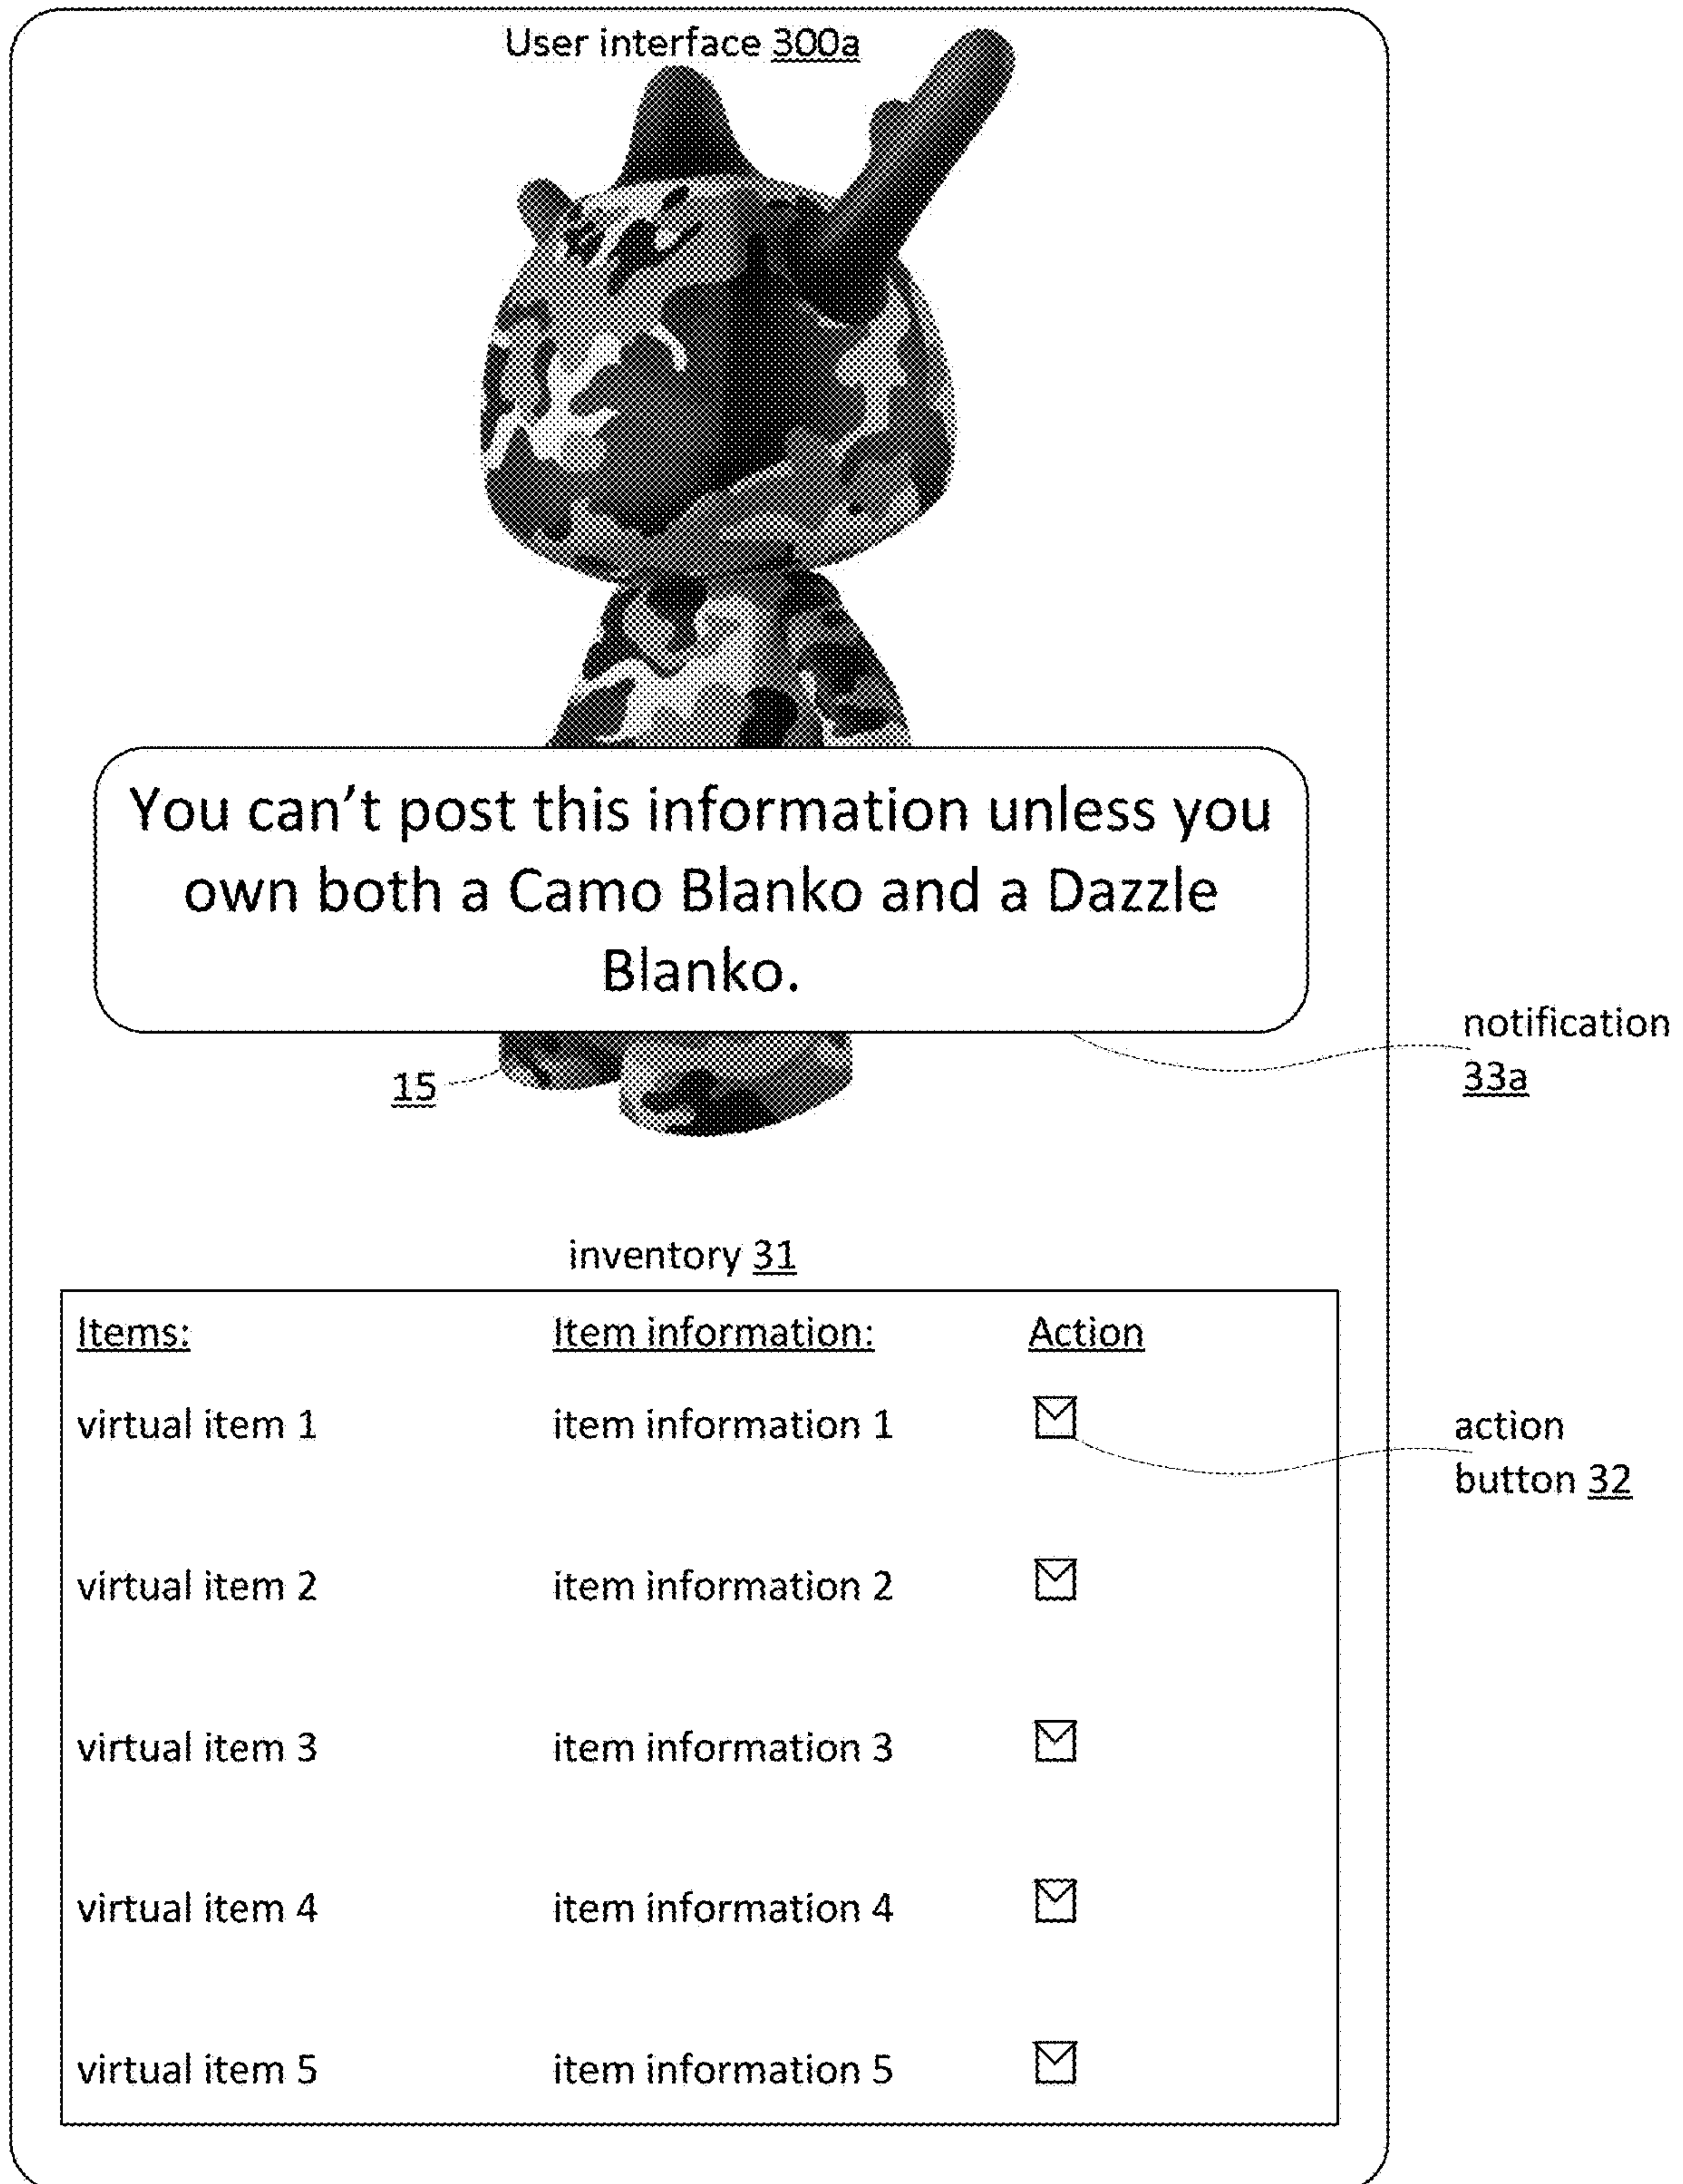 User interface 300a
You can't post this information unless you
own both a Camo Blanko and a Dazzle
Blanko.
notification
33a
15
inventory 31
Items: Item information: Action
virtual item 1 item information 1
action
button 32
virtual item 2 item information 2
virtual item 3 item information 3
virtual item 4 item information 4
virtual item 5 item information 5